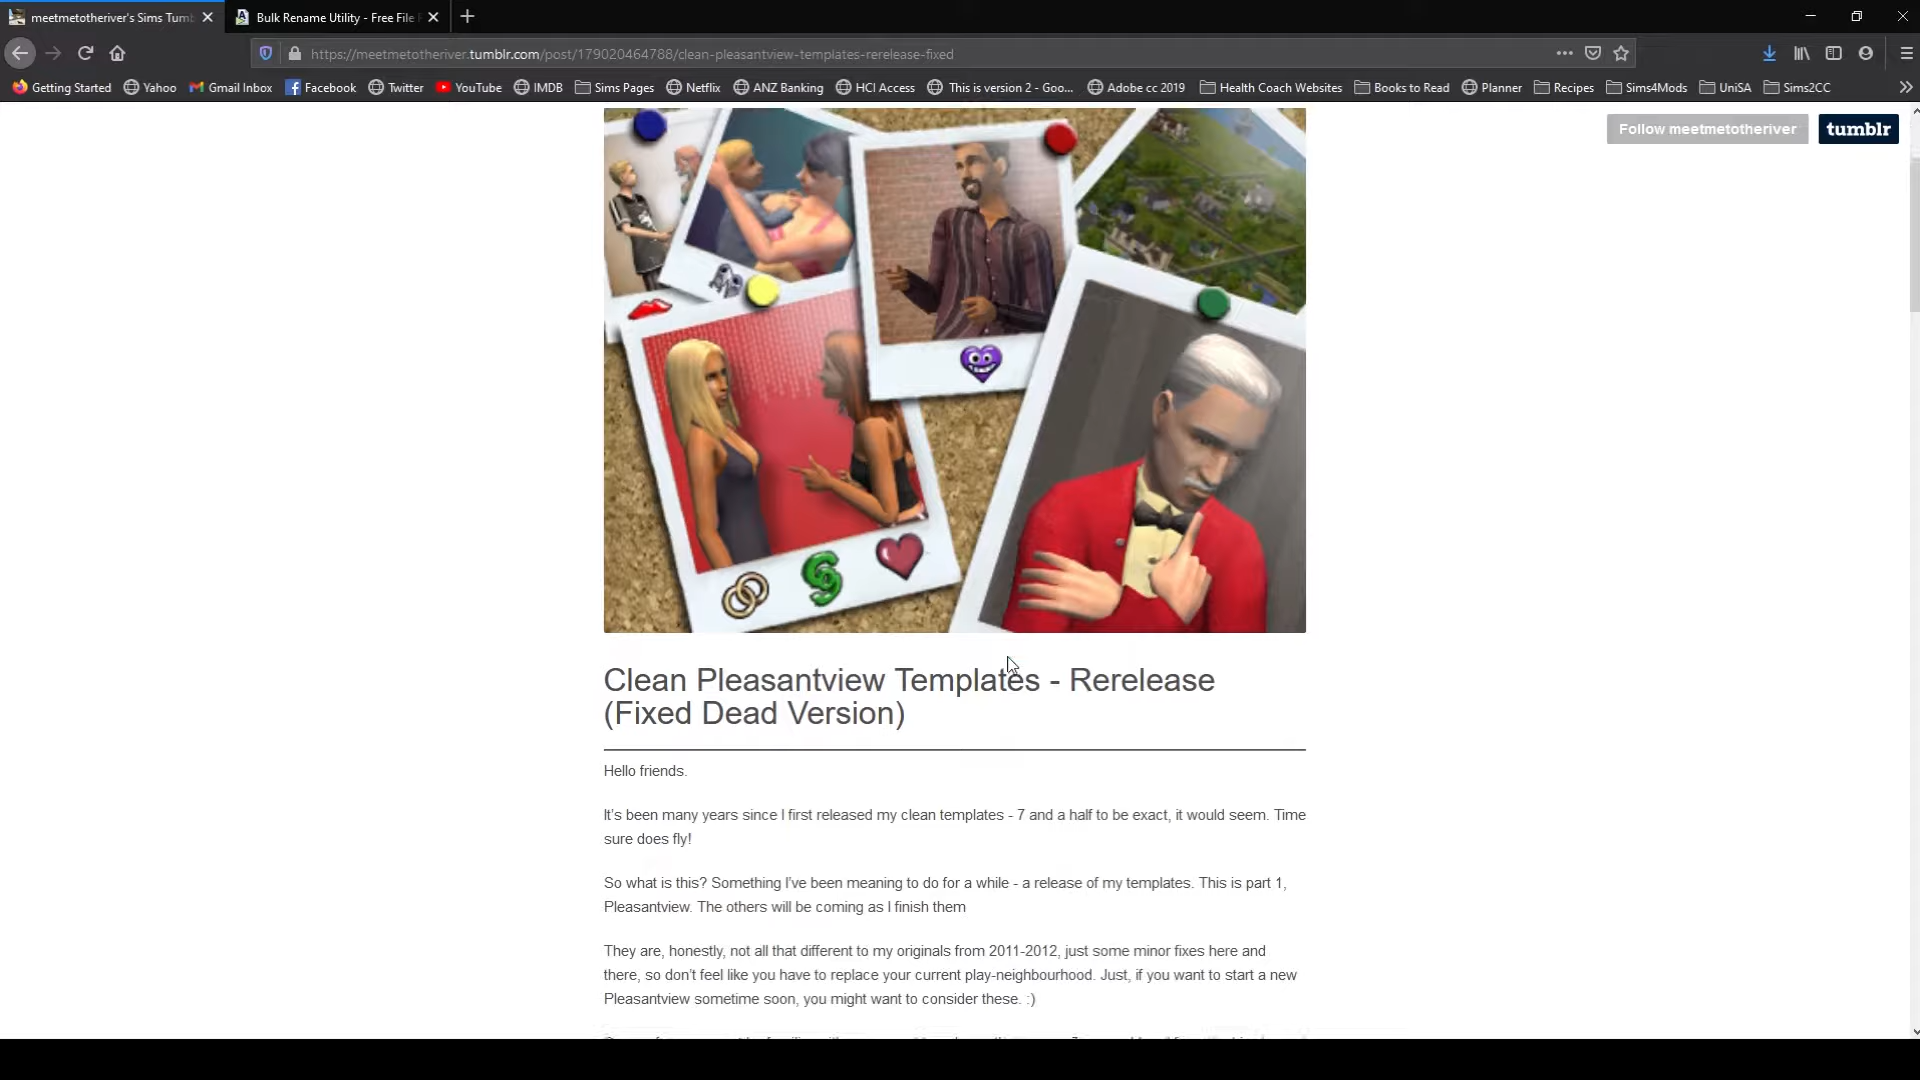 meetmetotheriver's Sims Tumb
Bulk Rename Utility - Free File
https://meetmetotheriver.tumblr.com/post/179020464788/clean-pleasantview-templates-rerelease-fixed
Getting Started Yahoo Gmail Inbox Facebook Twitter YouTube IMDB Sims Pages Netflix ANZ Banking HCI Access This is version 2 - Goo... Adobe cc 2019 Health Coach Websites Books to Read Planner Recipes Sims4Mods UniSA Sims2CC
Follow meetmetotheriver tumblr
Clean Pleasantview Templates - Rerelease
(Fixed Dead Version)
Hello friends.
It's been many years since I first released my clean templates - 7 and a half to be exact, it would seem. Time
sure does fly!
So what is this? Something I've been meaning to do for a while - a release of my templates. This is part 1,
Pleasantview. The others will be coming as I finish them
They are, honestly, not all that different to my originals from 2011-2012, just some minor fixes here and
there, so don't feel like you have to replace your current play-neighbourhood. Just, if you want to start a new
Pleasantview sometime soon, you might want to consider these. :)